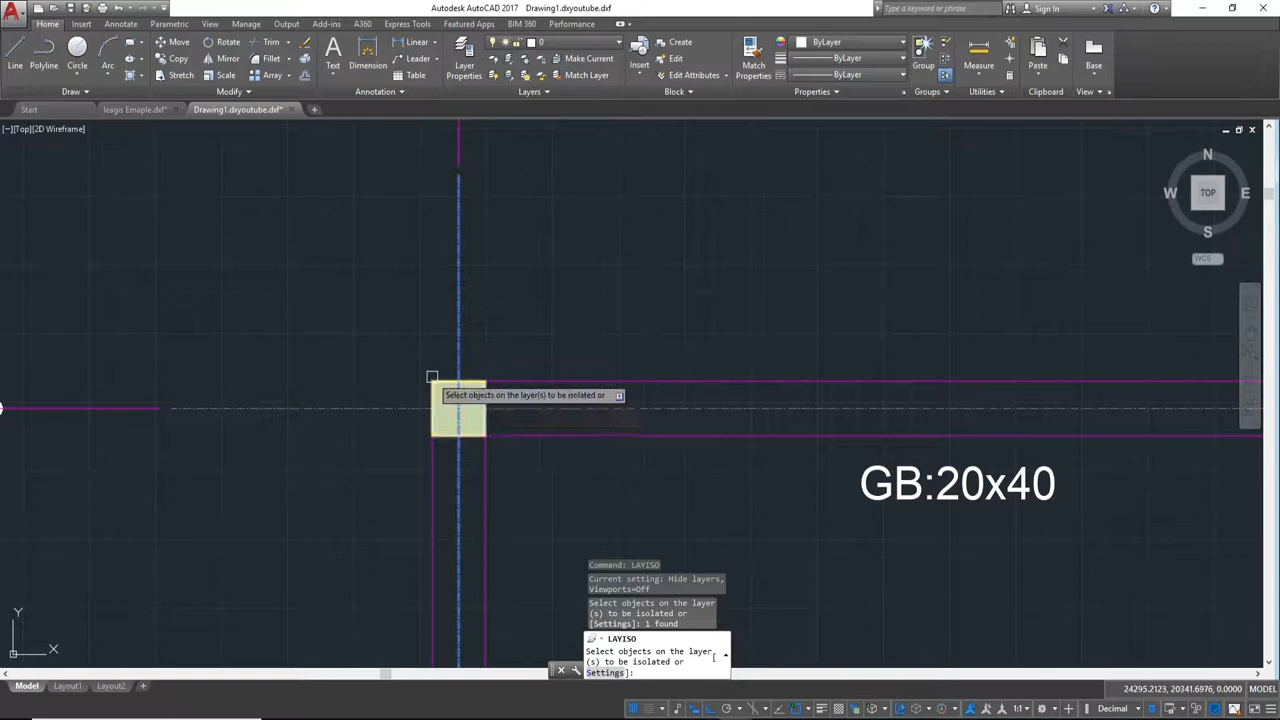 Autodesk AutoCAD 2017 Drawing1.dxyoutube.dxf
Type a keyword or phrase
Sign In
Home Insert Annotate Parametric View Manage Output Add-ins A360 Express Tools Featured Apps BIM 360 Performance
Line Polyline Circle Arc
Move Rotate Trim
Copy Mirror Fillet
Stretch Scale Array
Text Dimension
Linear
Leader
Table
Layer Properties
0
Make Current
Match Layer
Insert
Create
Edit
Edit Attributes
Match Properties
ByLayer
ByLayer
ByLayer
Group
Measure
Paste
Base
Draw Modify Annotation Layers Block Properties Groups Utilities Clipboard View
Start
Ieagis Emaple.dxf*
Drawing1.dxyoutube.dxf*
[−][Top][2D Wireframe]
N
W TOP E
S
WCS
Select objects on the layer(s) to be isolated or
GB:20x40
Command: LAYISO
Current setting: Hide layers,
Viewports=Off
Select objects on the layer
(s) to be isolated or
[Settings]: 1 found
LAYISO
Select objects on the layer [
(s) to be isolated or
Settings]:
Y
X
Model Layout1 Layout2
24295.2123, 20341.6976, 0.0000 MODEL
1:1
Decimal